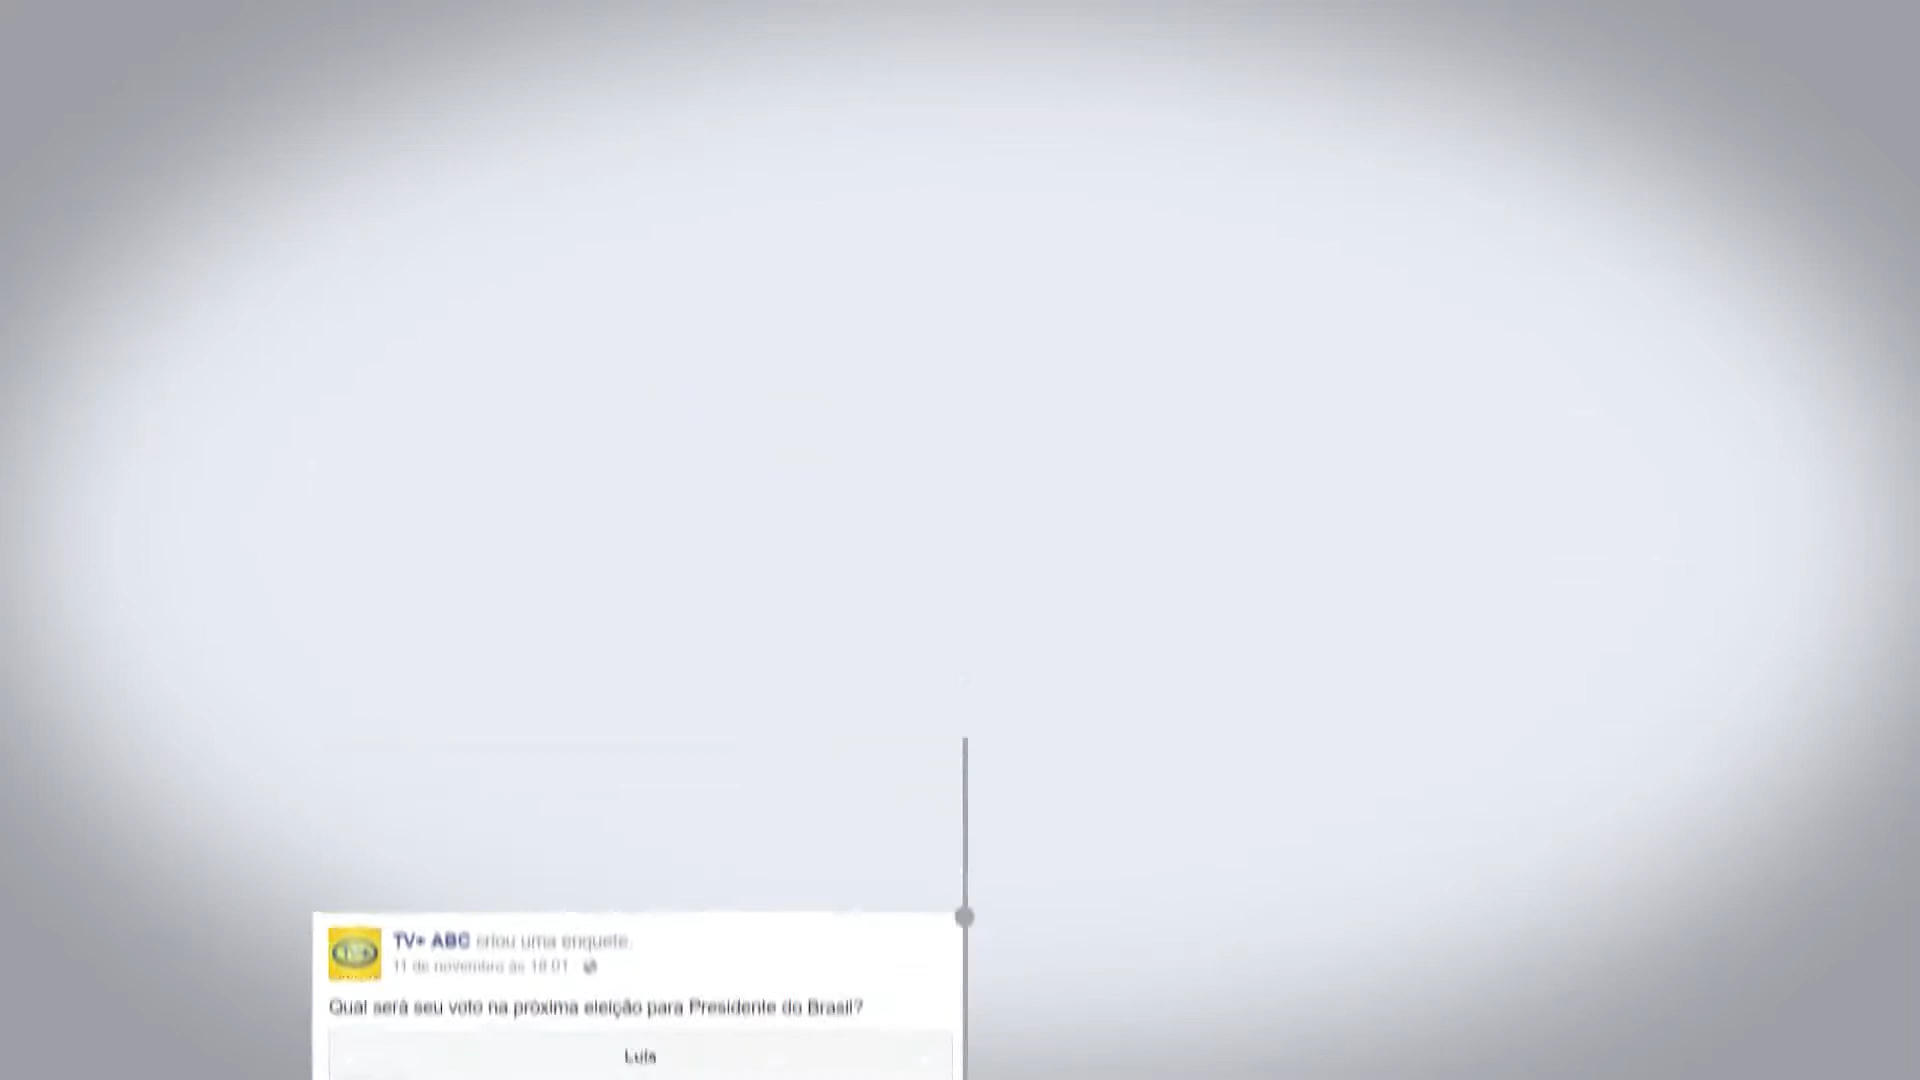 TV+ ABC criou uma enquete.
11 de novembro às 18:01
Qual será seu voto na próxima eleição para Presidente do Brasil?
Lula